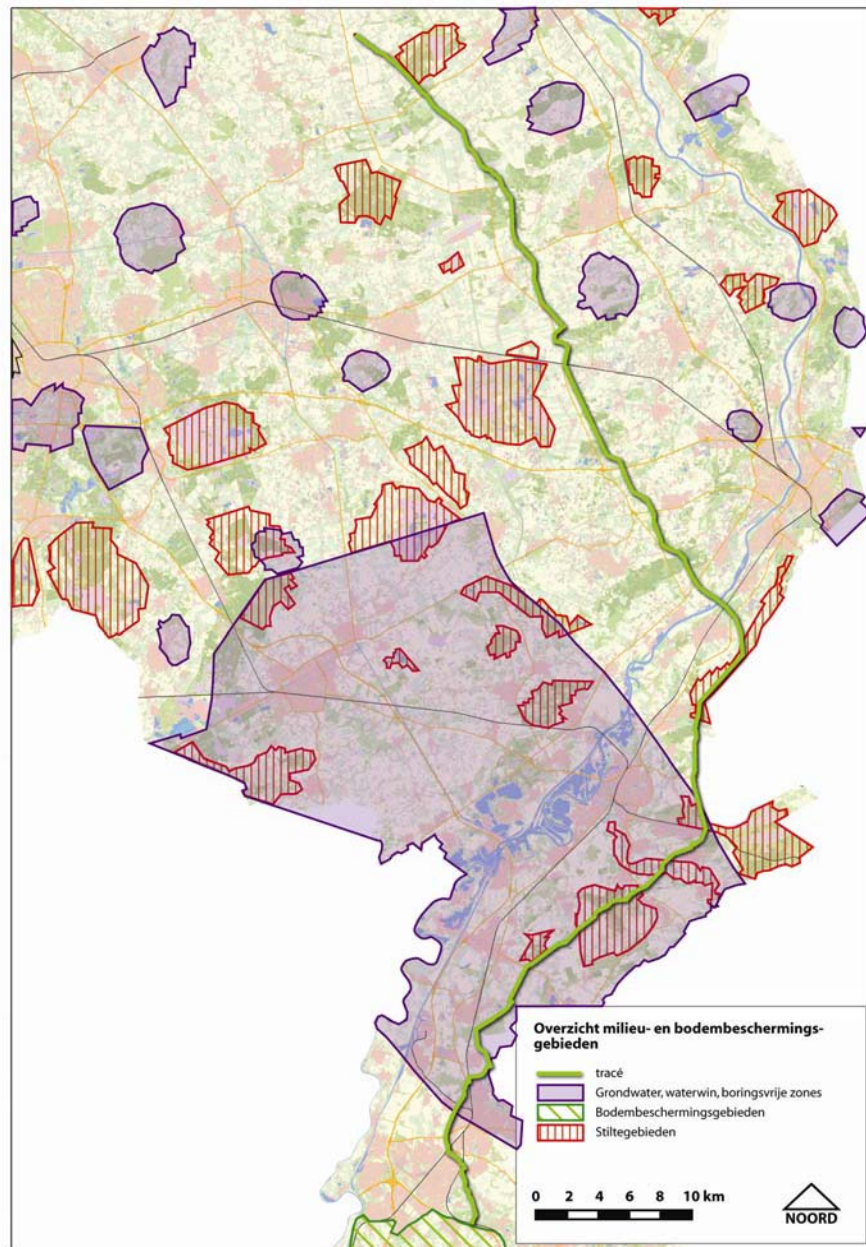 Overzicht milieu- en bodembeschermings-
gebieden
tracé
Grondwater, waterwin, boringsvrije zones
Bodembeschermingsgebieden
Stiltegebieden
0 2 4 6 8 10 km
NOORD